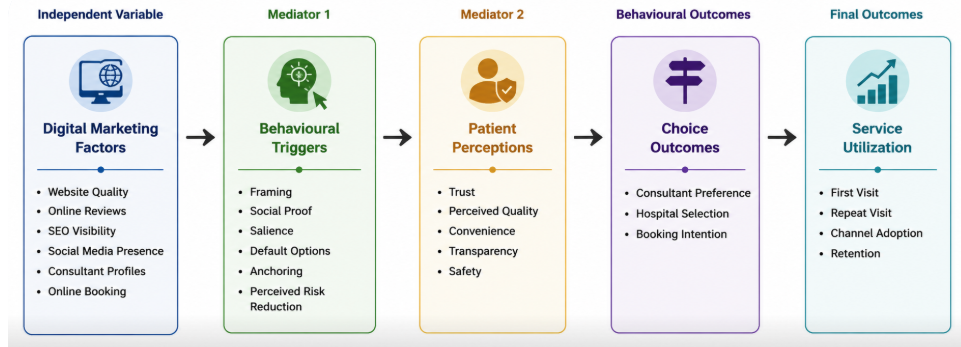 Independent Variable
Mediator 1
Mediator 2
Behavioural Outcomes
Final Outcomes
Digital Marketing
Factors
Website Quality
Online Reviews
SEO Visibility
Social Media Presence
Consultant Profiles
Online Booking
Behavioural
Triggers
Framing
Social Proof
Salience
Default Options
Anchoring
Perceived Risk
Reduction
Patient
Perceptions
Trust
Perceived Quality
Convenience
Transparency
Safety
Choice
Outcomes
Consultant Preference
Hospital Selection
Booking Intention
Service
Utilization
First Visit
Repeat Visit
Channel Adoption
Retention